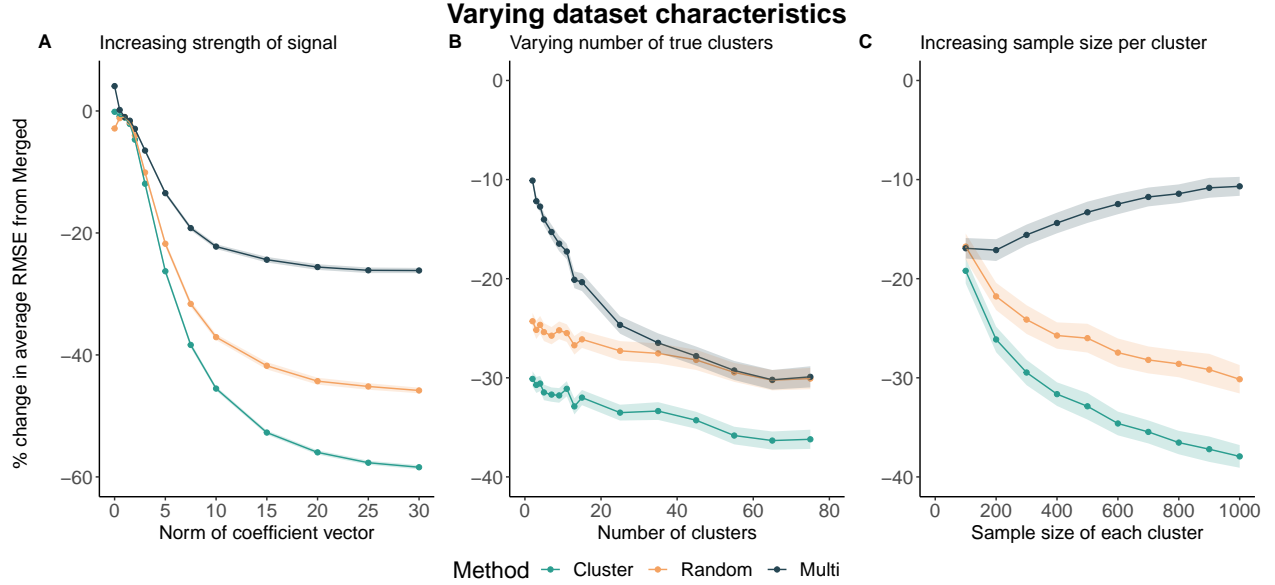 Varying dataset characteristics
A Increasing strength of signal
B Varying number of true clusters
C Increasing sample size per cluster
% change in average RMSE from Merged
0
−20
−40
−60
0 5 10 15 20 25 30
Norm of coefficient vector
0
−10
−20
−30
−40
0 20 40 60 80
Number of clusters
0
−10
−20
−30
−40
0 200 400 600 800 1000
Sample size of each cluster
Method Cluster Random Multi